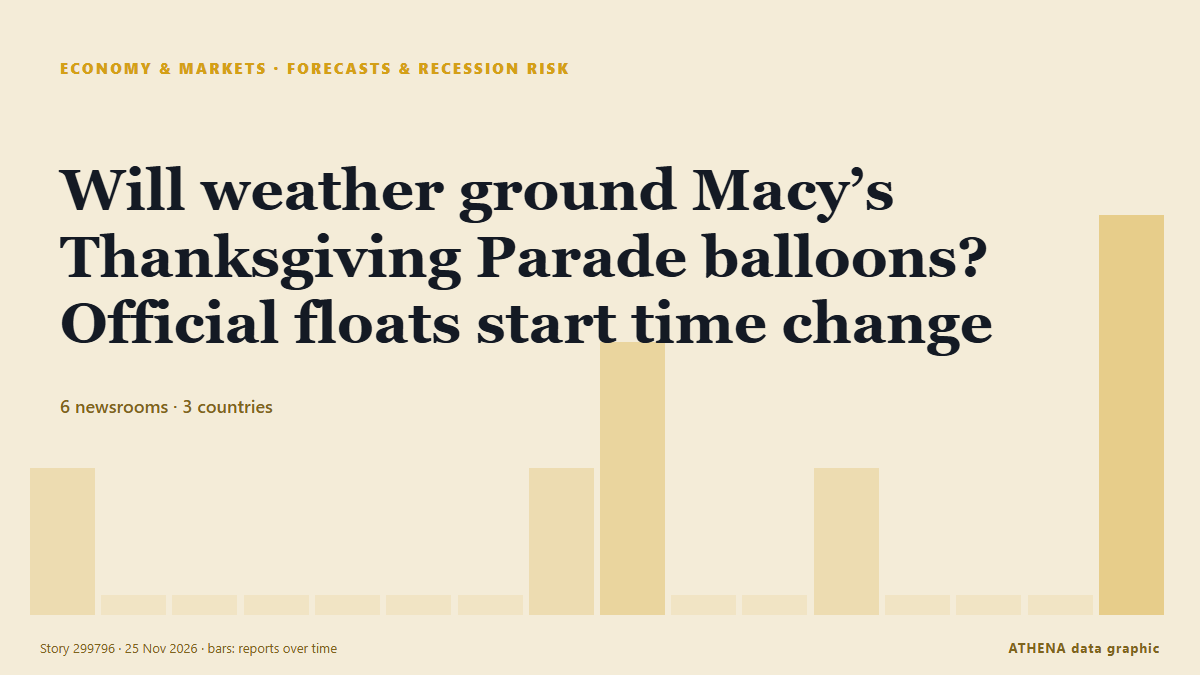 ECONOMY & MARKETS · FORECASTS & RECESSION RISK
Will weather ground Macy’s
Thanksgiving Parade balloons?
Official floats start time change
6 newsrooms · 3 countries
Story 299796 · 25 Nov 2026 · bars: reports over time
ATHENA data graphic